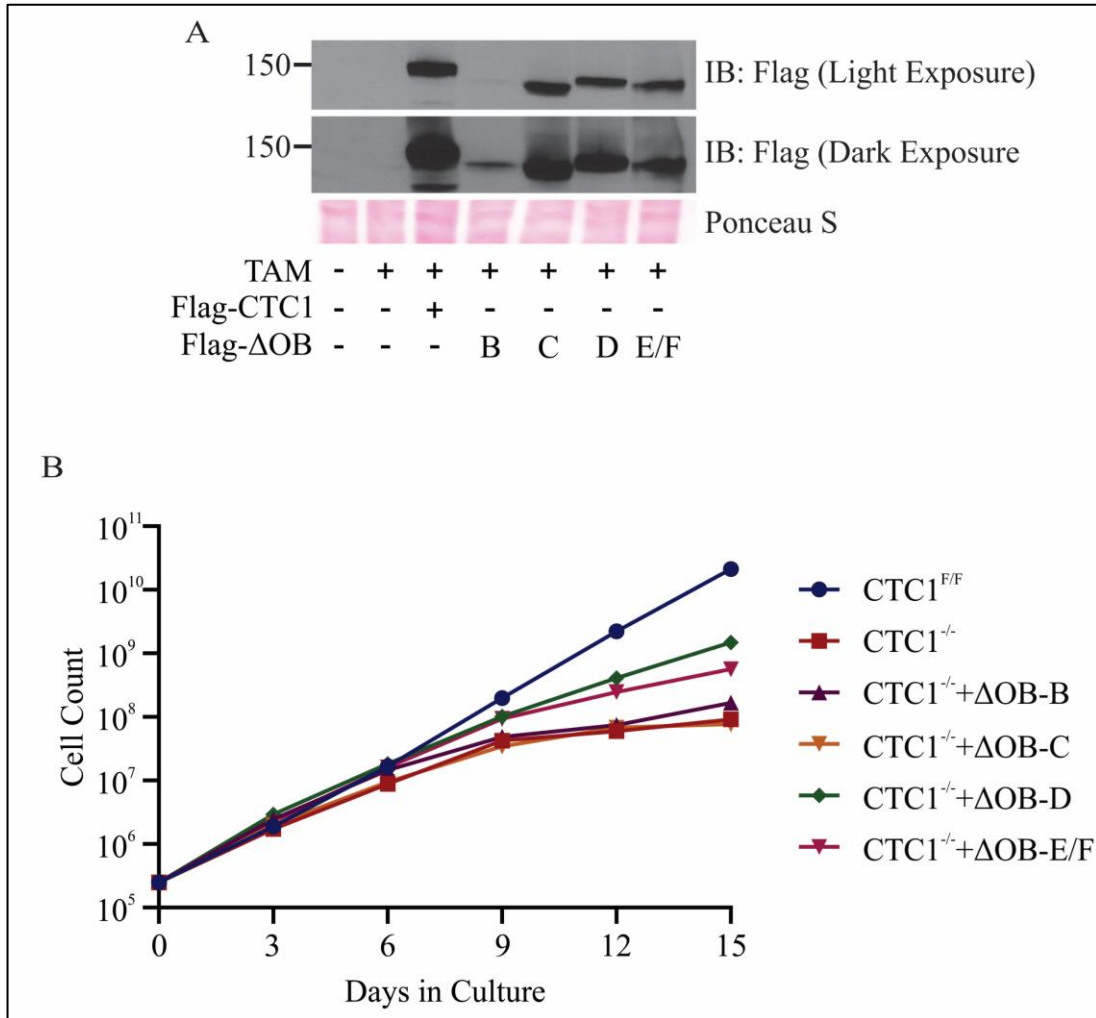 A
150 IB: Flag (Light Exposure)
150 IB: Flag (Dark Exposure
Ponceau S
TAM - + + + + + +
Flag-CTC1 - - + - - - -
Flag-ΔOB - - - B C D E/F
B
10¹¹
10¹⁰
10⁹
10⁸
10⁷
10⁶
10⁵
Cell Count
0 3 6 9 12 15
Days in Culture
CTC1F/F
CTC1-/-
CTC1-/-+ΔOB-B
CTC1-/-+ΔOB-C
CTC1-/-+ΔOB-D
CTC1-/-+ΔOB-E/F